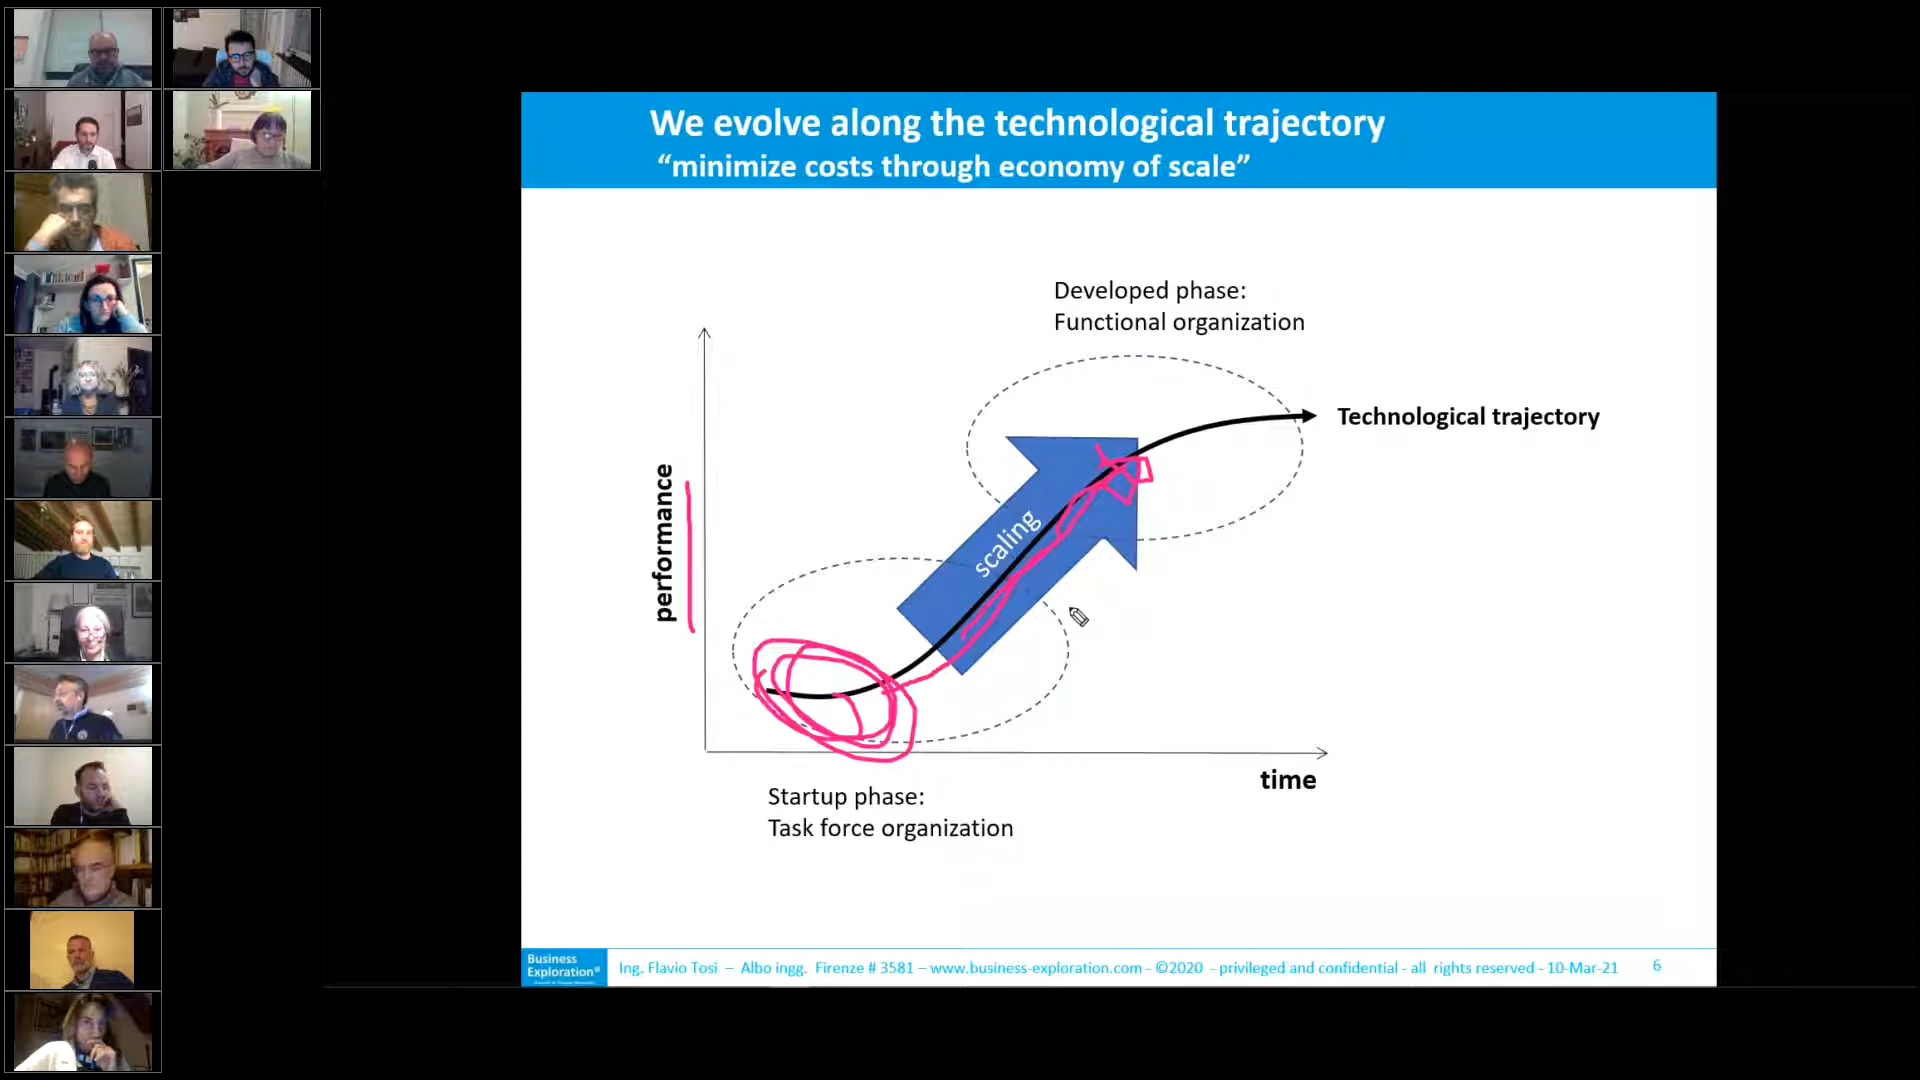 We evolve along the technological trajectory
“minimize costs through economy of scale”
Developed phase:
Functional organization
Technological trajectory
performance
scaling
time
Startup phase:
Task force organization
Business
Exploration®
Ing. Flavio Tosi – Albo ingg. Firenze # 3581 – www.business-exploration.com - ©2020 - privileged and confidential - all rights reserved - 10-Mar-21
6